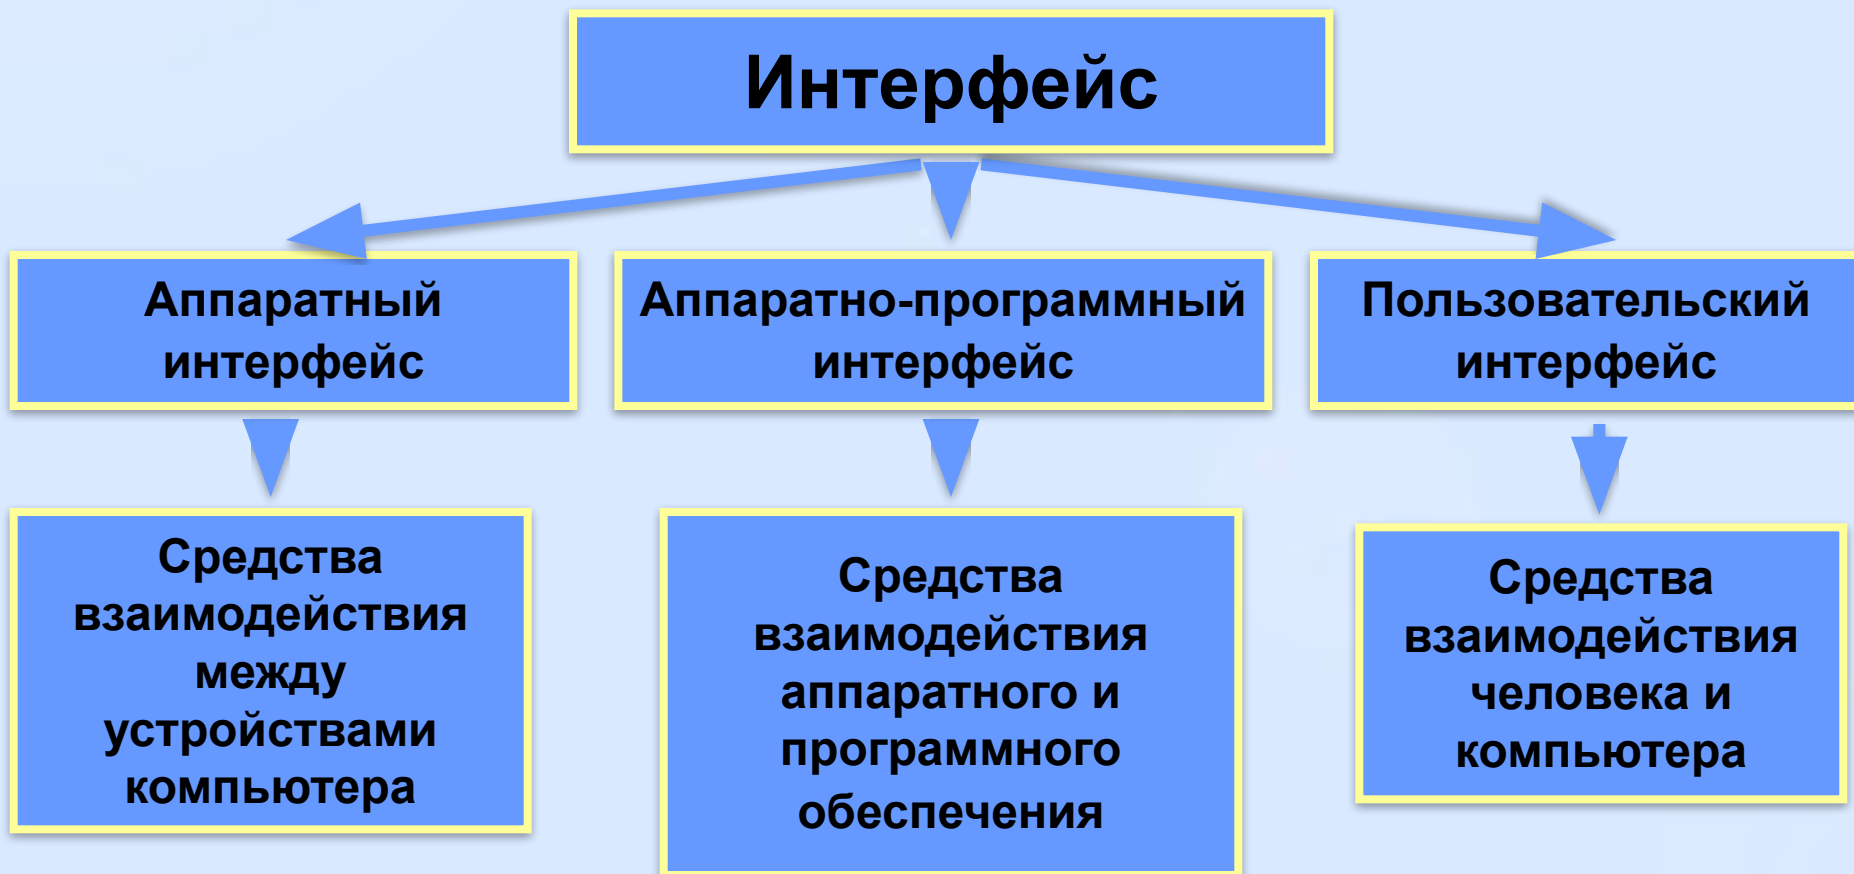 Интерфейс
Аппаратный
интерфейс
Аппаратно-программный
интерфейс
Пользовательский
интерфейс
Средства
взаимодействия
между
устройствами
компьютера
Средства
взаимодействия
аппаратного и
программного
обеспечения
Средства
взаимодействия
человека и
компьютера